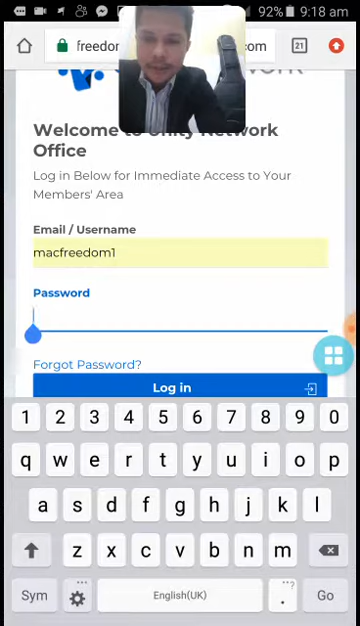 92% 9:18 am
freedo com 21
Welcome to Unity Network
Office
Log in Below for Immediate Access to Your
Members' Area
Email / Username
macfreedom1
Password
Forgot Password?
Log in
1 2 3 4 5 6 7 8 9 0
q w e r t y u i o p
a s d f g h j k l
z x c v b n m
Sym English(UK) . Go